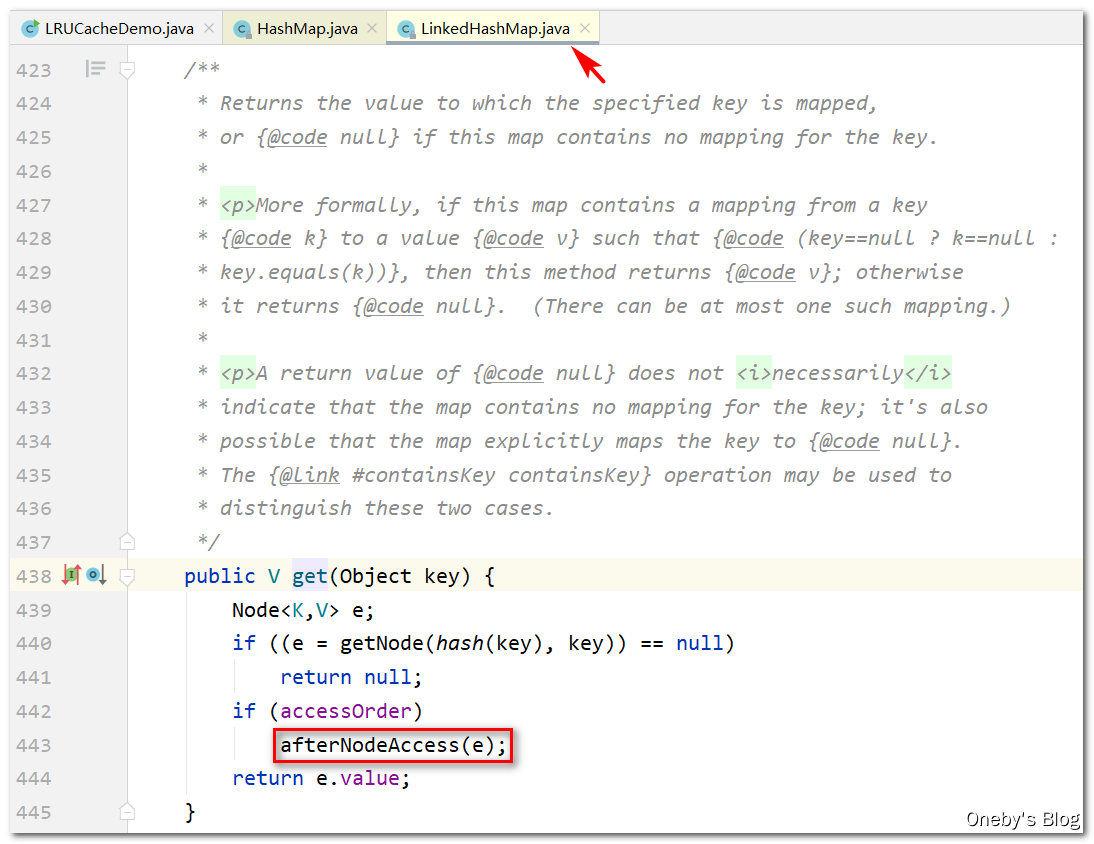 LRUCacheDemo.java HashMap.java LinkedHashMap.java
423 /**
424 * Returns the value to which the specified key is mapped,
425 * or {@code null} if this map contains no mapping for the key.
426 *
427 * <p>More formally, if this map contains a mapping from a key
428 * {@code k} to a value {@code v} such that {@code (key==null ? k==null :
429 * key.equals(k))}, then this method returns {@code v}; otherwise
430 * it returns {@code null}.  (There can be at most one such mapping.)
431 *
432 * <p>A return value of {@code null} does not <i>necessarily</i>
433 * indicate that the map contains no mapping for the key; it's also
434 * possible that the map explicitly maps the key to {@code null}.
435 * The {@link #containsKey containsKey} operation may be used to
436 * distinguish these two cases.
437 */
438 public V get(Object key) {
439 Node<K,V> e;
440 if ((e = getNode(hash(key), key)) == null)
441 return null;
442 if (accessOrder)
443 afterNodeAccess(e);
444 return e.value;
445 }
Oneby's Blog